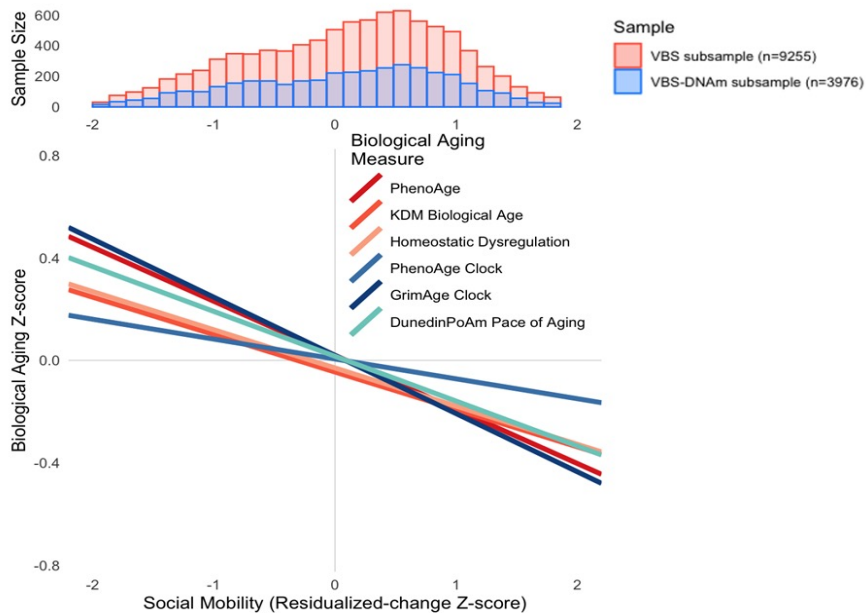 600
400
200
0
Sample Size
-2 -1 0 1 2
Sample
VBS subsample (n=9255)
VBS-DNAm subsample (n=3976)
Biological Aging
Measure
PhenoAge
KDM Biological Age
Homeostatic Dysregulation
PhenoAge Clock
GrimAge Clock
DunedinPoAm Pace of Aging
0.8
0.4
0.0
-0.4
-0.8
Biological Aging Z-score
-2 -1 0 1 2
Social Mobility (Residualized-change Z-score)